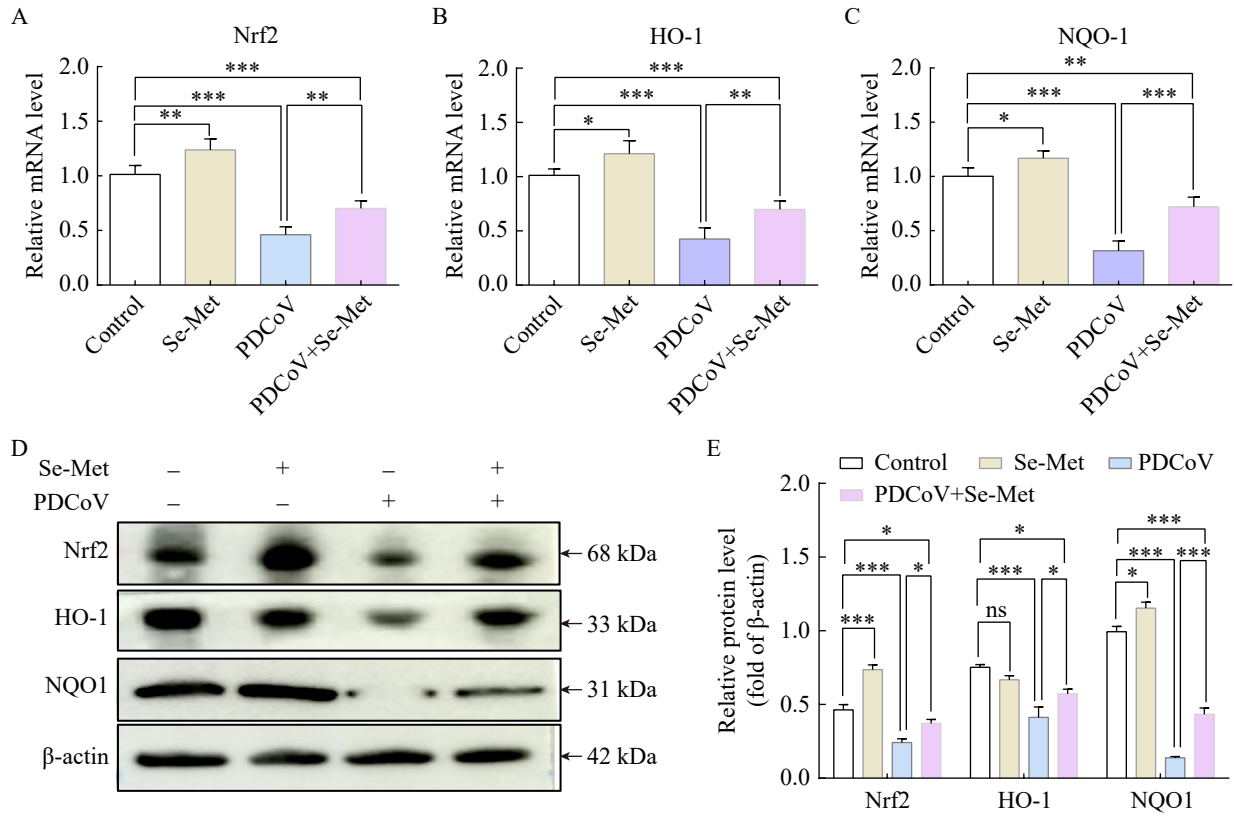 A
Nrf2
Relative mRNA level
2.0
1.5
1.0
0.5
0.0
***
***
**
**
Control
Se-Met
PDCoV
PDCoV+Se-Met
B
HO-1
Relative mRNA level
2.0
1.5
1.0
0.5
0.0
***
***
**
*
Control
Se-Met
PDCoV
PDCoV+Se-Met
C
NQO-1
Relative mRNA level
2.0
1.5
1.0
0.5
0.0
**
***
***
*
Control
Se-Met
PDCoV
PDCoV+Se-Met
D
Se-Met – + – +
PDCoV – – + +
Nrf2 68 kDa
HO-1 33 kDa
NQO1 31 kDa
β-actin 42 kDa
E
Control Se-Met PDCoV
PDCoV+Se-Met
Relative protein level
(fold of β-actin)
2.0
1.5
1.0
0.5
0.0
*
***
*
***
*
***
*
ns
***
***
***
*
Nrf2 HO-1 NQO1